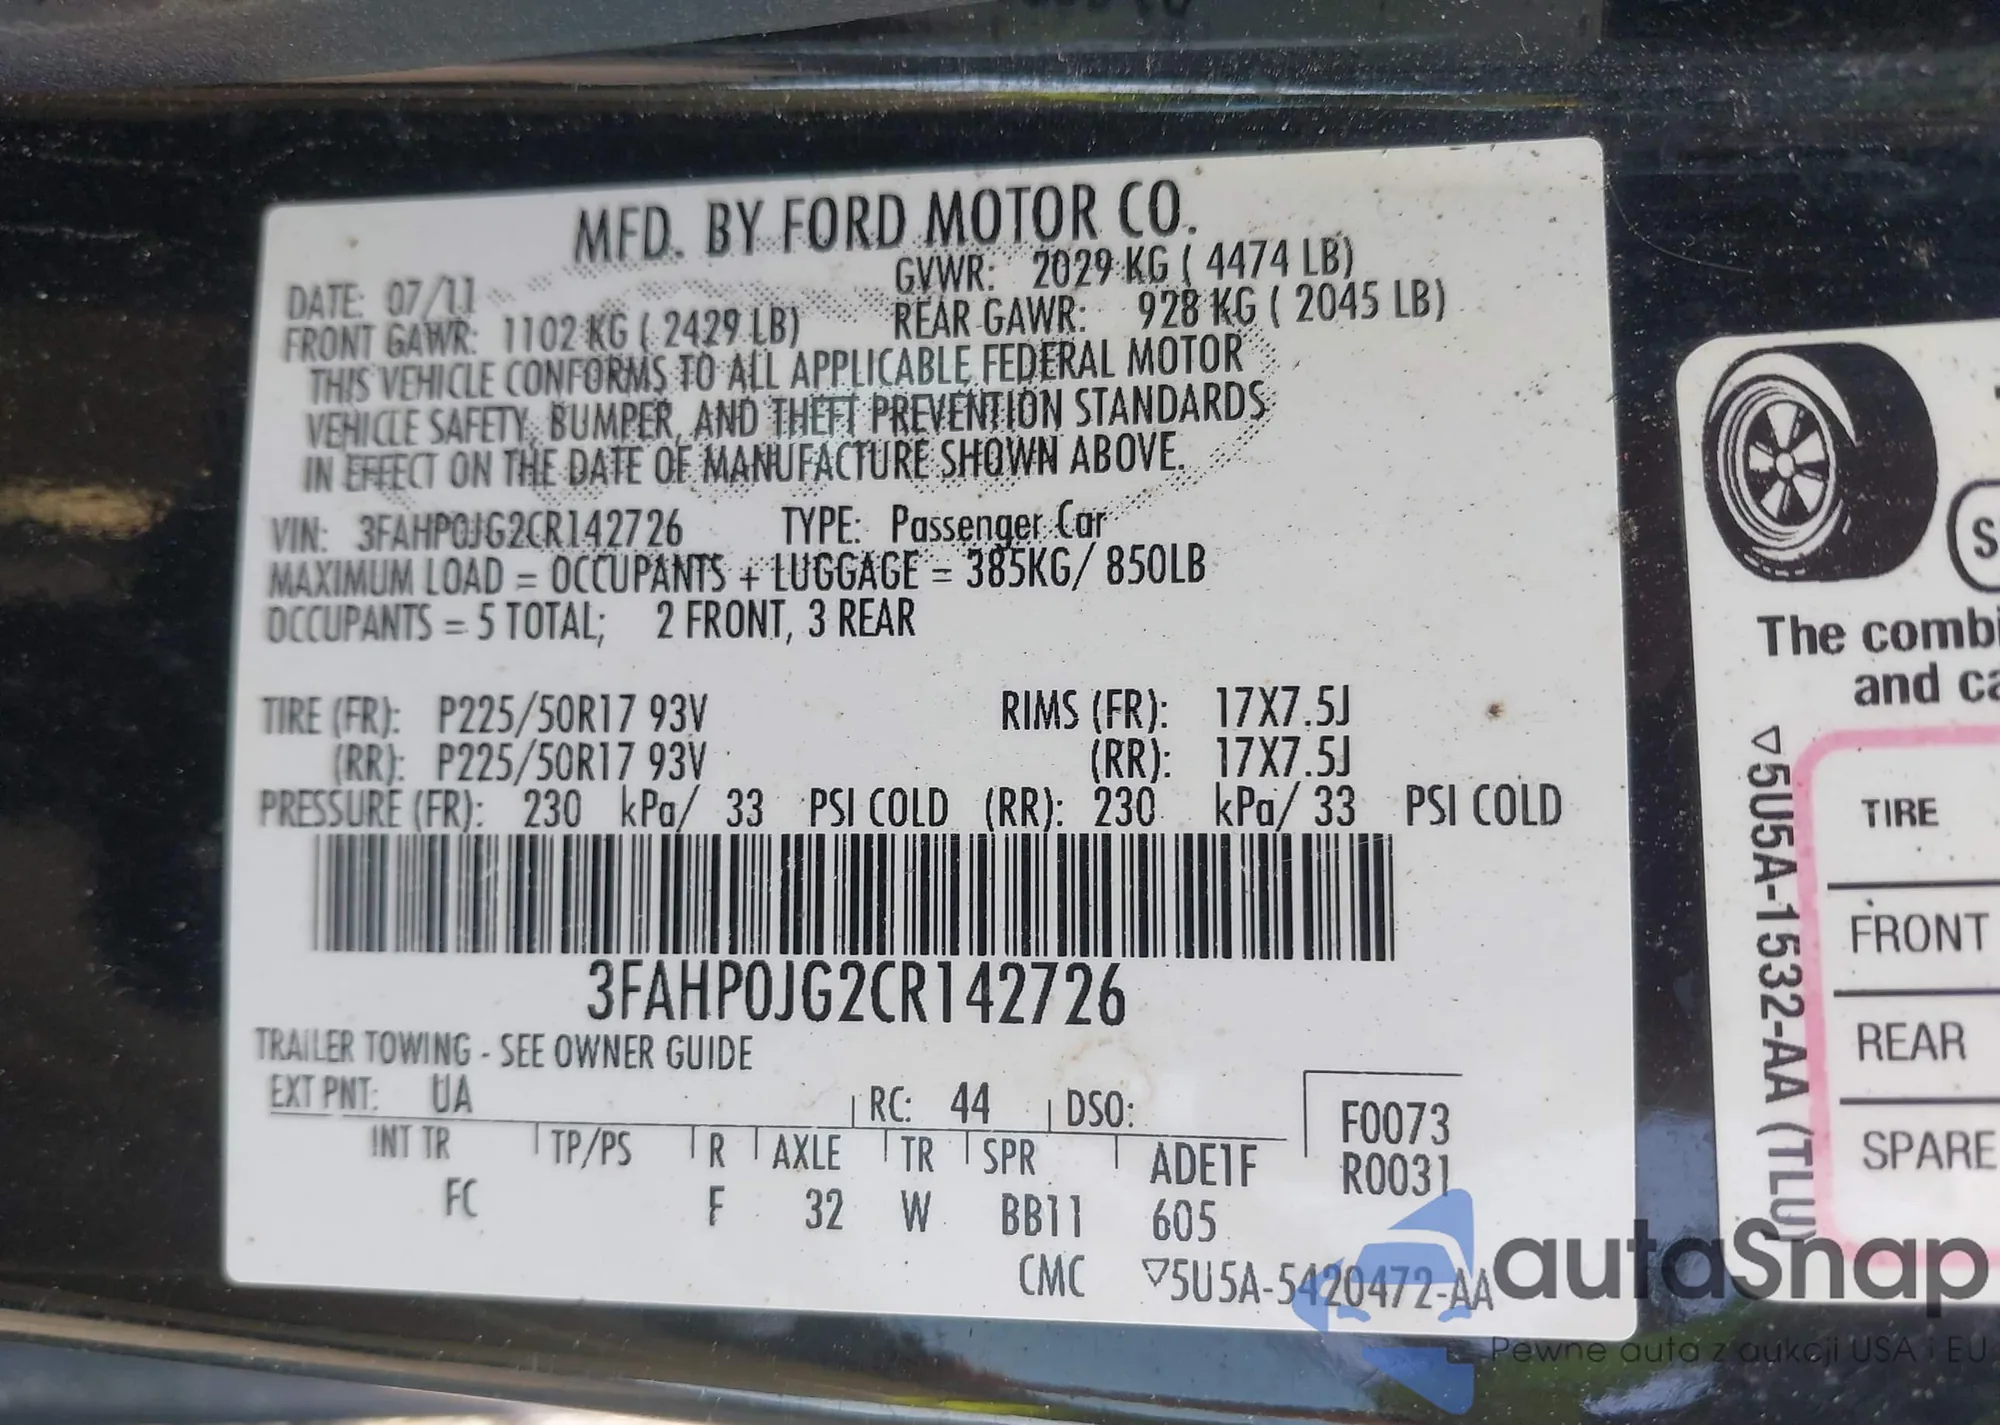 MFD. BY FORD MOTOR CO.
DATE: 07/11 GVWR: 2029 KG ( 4474 LB)
FRONT GAWR: 1102 KG ( 2429 LB) REAR GAWR: 928 KG ( 2045 LB)
THIS VEHICLE CONFORMS TO ALL APPLICABLE FEDERAL MOTOR
VEHICLE SAFETY, BUMPER, AND THEFT PREVENTION STANDARDS
IN EFFECT ON THE DATE OF MANUFACTURE SHOWN ABOVE.
VIN: 3FAHP0JG2CR142726 TYPE: Passenger Car
MAXIMUM LOAD = OCCUPANTS + LUGGAGE = 385KG/ 850LB
OCCUPANTS = 5 TOTAL; 2 FRONT, 3 REAR
TIRE (FR): P225/50R17 93V RIMS (FR): 17X7.5J
(RR): P225/50R17 93V (RR): 17X7.5J
PRESSURE (FR): 230 kPa/ 33 PSI COLD (RR): 230 kPa/ 33 PSI COLD
3FAHP0JG2CR142726
TRAILER TOWING - SEE OWNER GUIDE
EXT PNT: UA RC: 44 DSO: F0073
INT TR TP/PS R AXLE TR SPR ADE1F R0031
FC F 32 W BB11 605
CMC ▽5U5A-5420472-AA
The combi
and ca
▽5U5A-1532-AA (TLU)
TIRE
FRONT
REAR
SPARE
autaSnap
Pewne auta z aukcji USA i EU